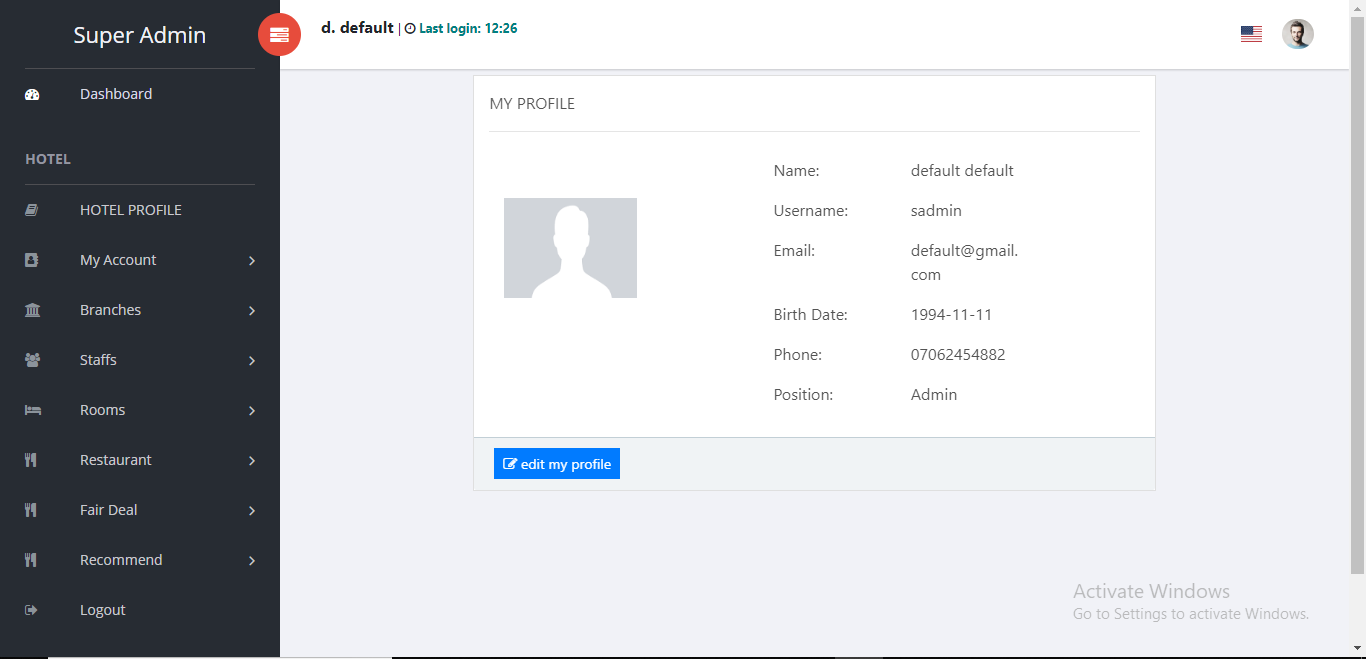 Super Admin
d. default | Last login: 12:26
Dashboard
HOTEL
HOTEL PROFILE
My Account
Branches
Staffs
Rooms
Restaurant
Fair Deal
Recommend
Logout
MY PROFILE
Name: default default
Username: sadmin
Email: default@gmail.
com
Birth Date: 1994-11-11
Phone: 07062454882
Position: Admin
edit my profile
Activate Windows
Go to Settings to activate Windows.